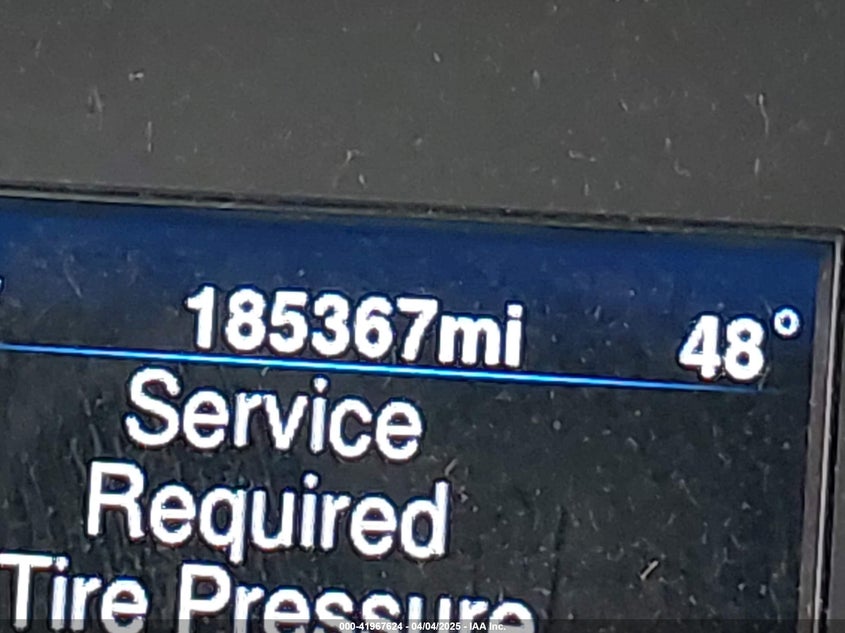 185367mi 48°
Service
Required
Tire Pressure
000-41967624 - 04/04/2025 - IAA Inc.